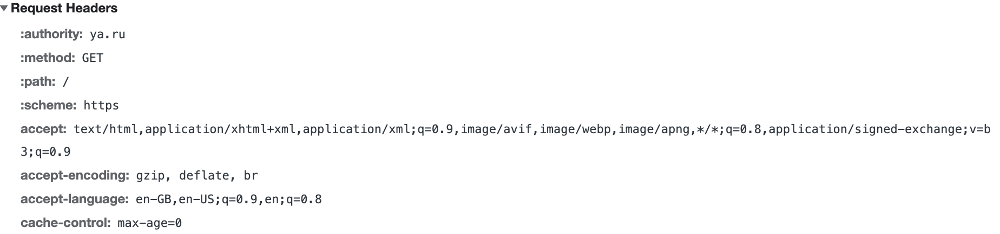 Request Headers
:authority: ya.ru
:method: GET
:path: /
:scheme: https
accept: text/html,application/xhtml+xml,application/xml;q=0.9,image/avif,image/webp,image/apng,*/*;q=0.8,application/signed-exchange;v=b
3;q=0.9
accept-encoding: gzip, deflate, br
accept-language: en-GB,en-US;q=0.9,en;q=0.8
cache-control: max-age=0